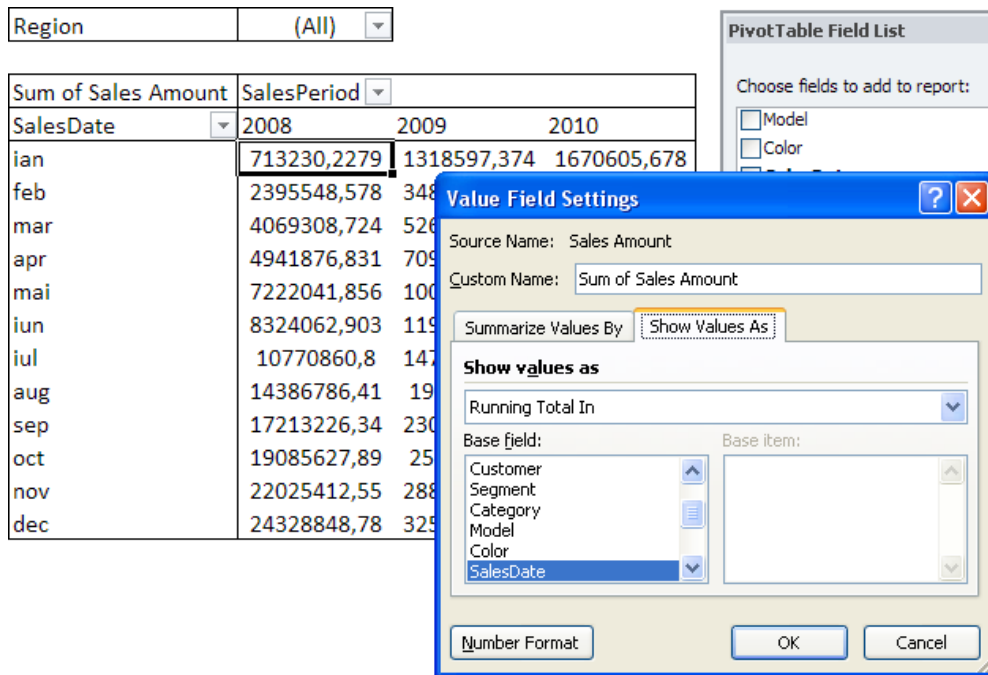 Region (All)
PivotTable Field List
Sum of Sales Amount SalesPeriod
Choose fields to add to report:
SalesDate 2008 2009 2010
Model
Color
ian 713230,2279 1318597,374 1670605,678
feb 2395548,578 348
mar 4069308,724 526
apr 4941876,831 709
mai 7222041,856 100
iun 8324062,903 119
iul 10770860,8 147
aug 14386786,41 19
sep 17213226,34 230
oct 19085627,89 25
nov 22025412,55 288
dec 24328848,78 325
Value Field Settings
Source Name: Sales Amount
Custom Name: Sum of Sales Amount
Summarize Values By Show Values As
Show values as
Running Total In
Base field: Base item:
Customer
Segment
Category
Model
Color
SalesDate
Number Format OK Cancel